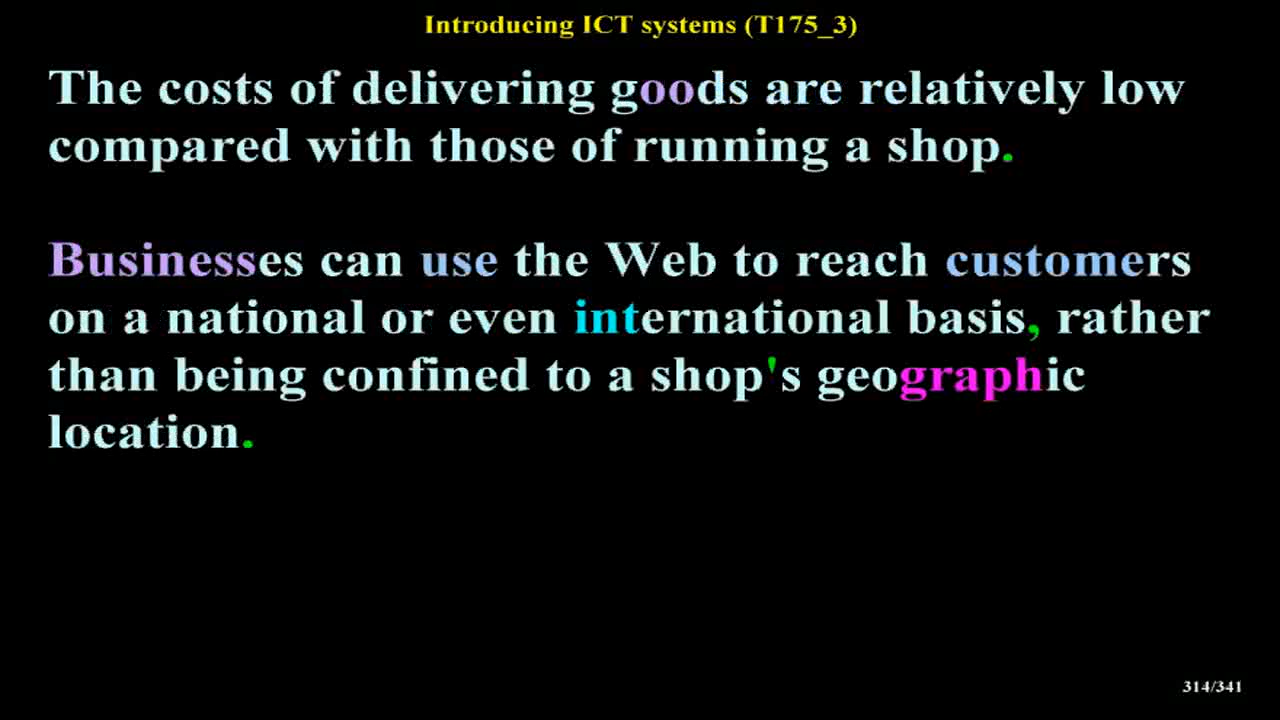 Introducing ICT systems (T175_3)
The costs of delivering goods are relatively low
compared with those of running a shop.
Businesses can use the Web to reach customers
on a national or even international basis, rather
than being confined to a shop's geographic
location.
314/341